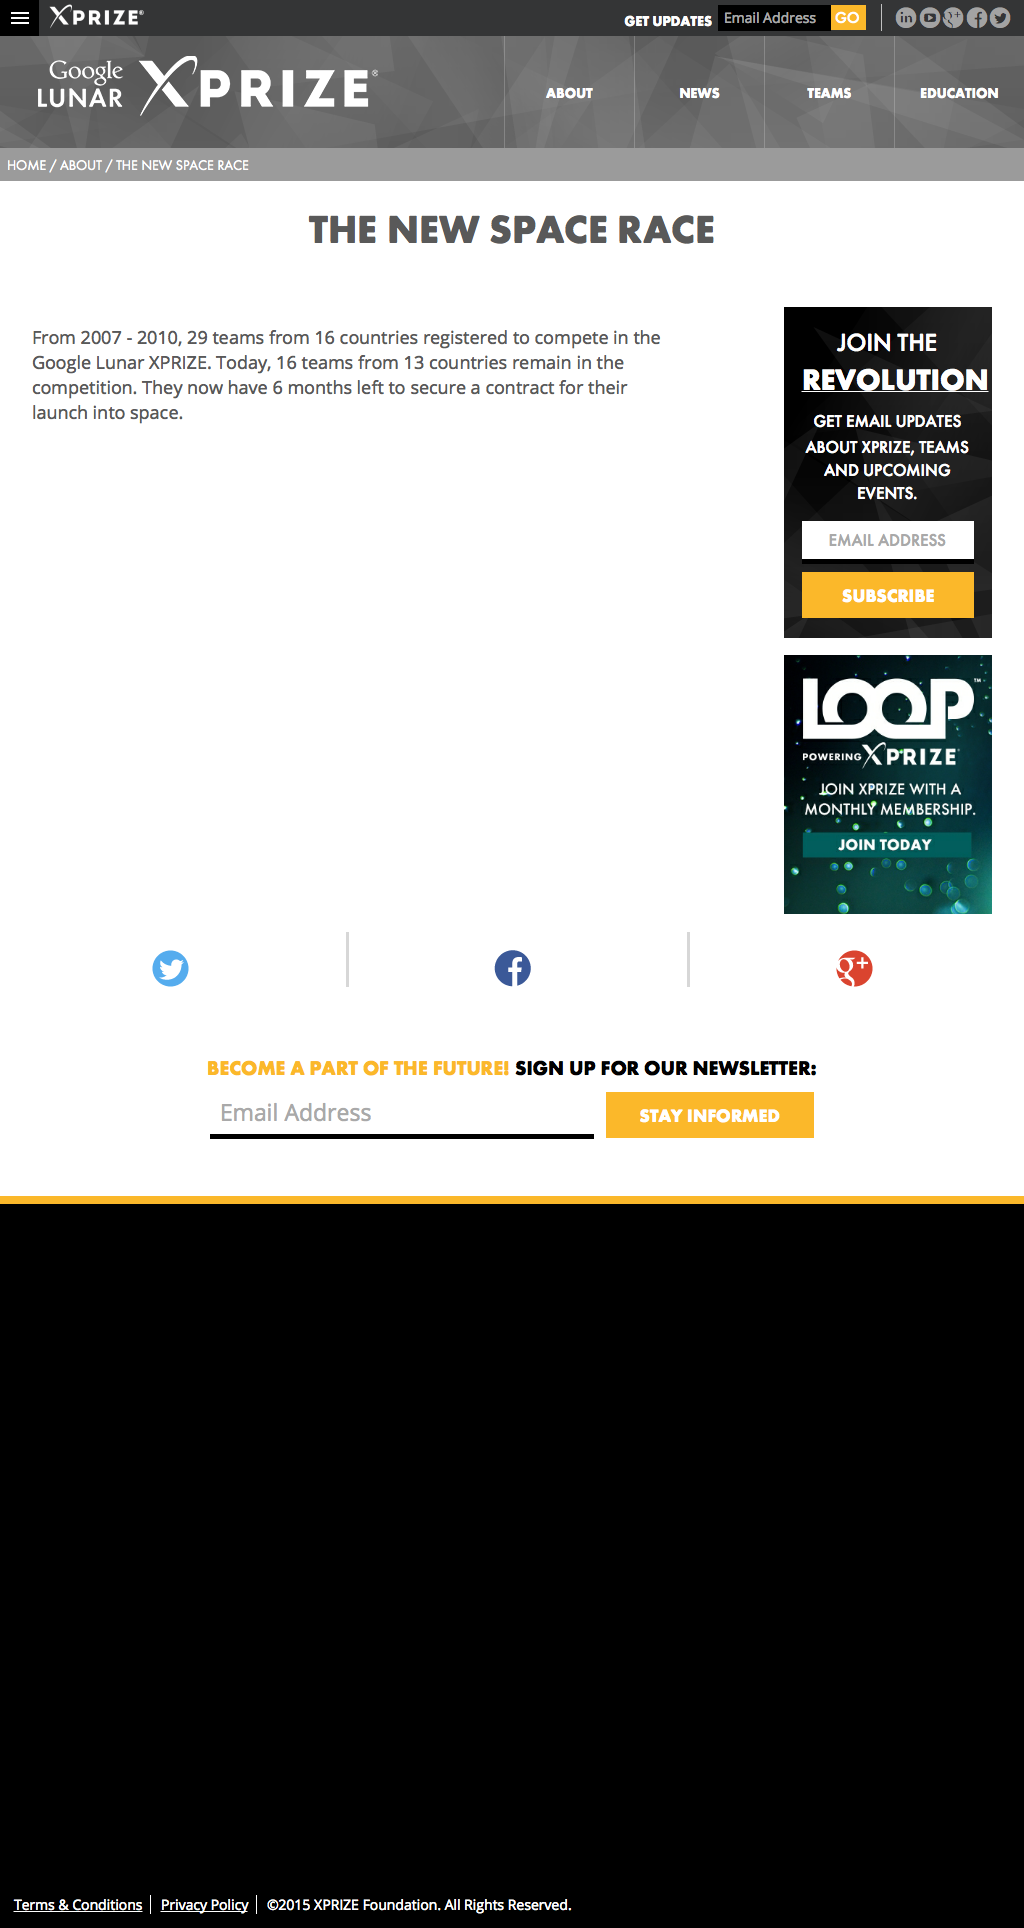 XPRIZE®
GET UPDATES
Email Address
GO
Google
LUNAR
XPRIZE®
ABOUT
NEWS
TEAMS
EDUCATION
HOME / ABOUT / THE NEW SPACE RACE
THE NEW SPACE RACE
From 2007 - 2010, 29 teams from 16 countries registered to compete in the
Google Lunar XPRIZE. Today, 16 teams from 13 countries remain in the
competition. They now have 6 months left to secure a contract for their
launch into space.
JOIN THE
REVOLUTION
GET EMAIL UPDATES
ABOUT XPRIZE, TEAMS
AND UPCOMING
EVENTS.
EMAIL ADDRESS
SUBSCRIBE
LOOP™
POWERING XPRIZE
JOIN XPRIZE WITH A
MONTHLY MEMBERSHIP.
JOIN TODAY
BECOME A PART OF THE FUTURE! SIGN UP FOR OUR NEWSLETTER:
Email Address
STAY INFORMED
Terms & Conditions
Privacy Policy
©2015 XPRIZE Foundation. All Rights Reserved.